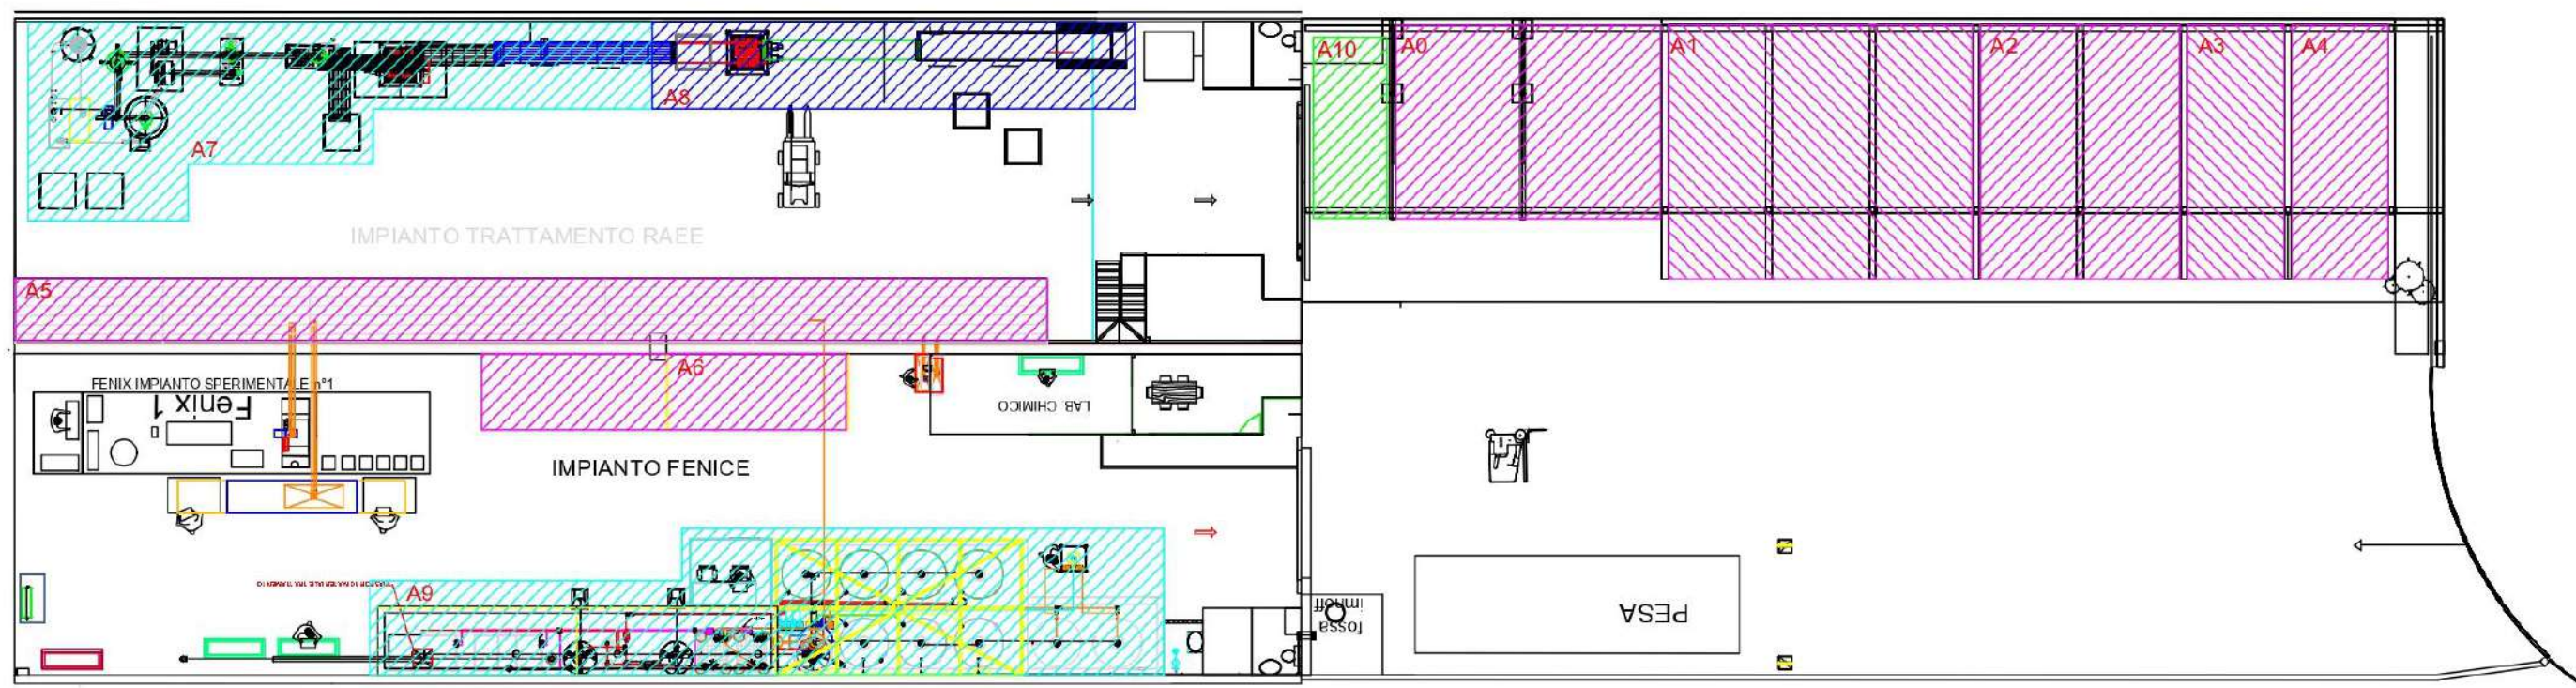 A10
A0
A1
A2
A3
A4
A8
A7
IMPIANTO TRATTAMENTO RAEE
A5
A6
FENIX IMPIANTO SPERIMENTALE n°1
Fenix 1
LAB. CHIMICO
IMPIANTO FENICE
A9
fossa
imhoff
PESA